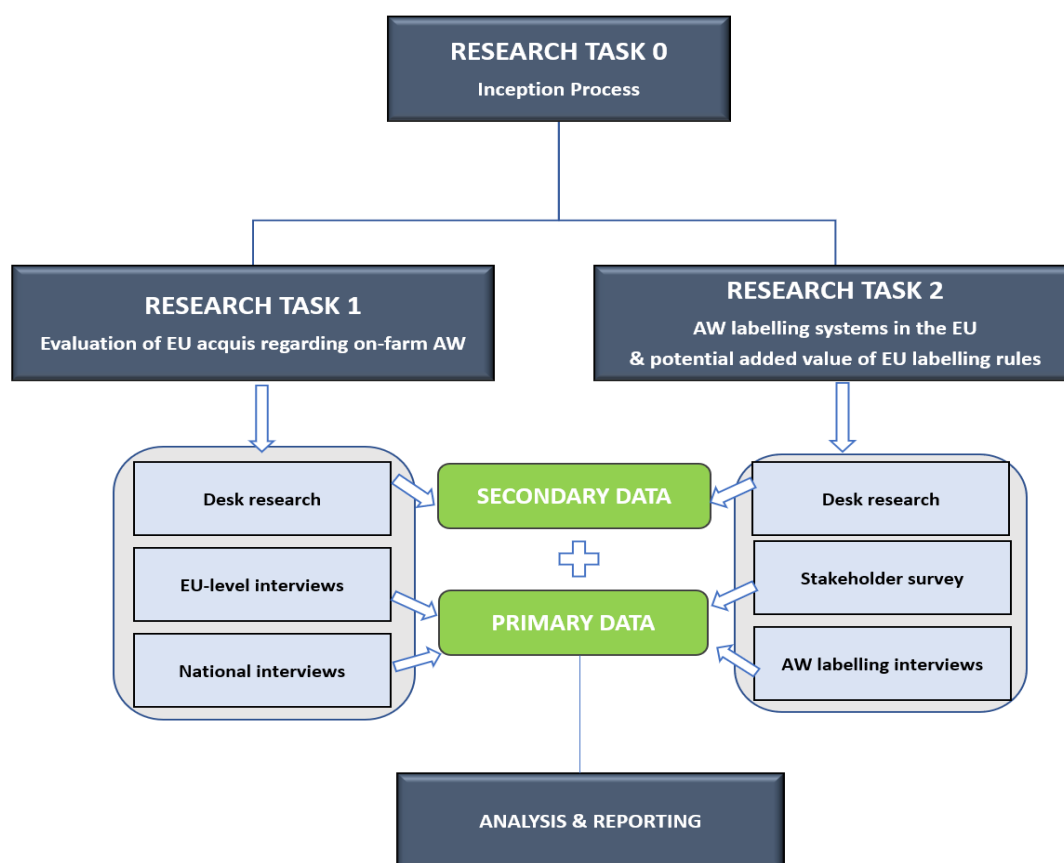 RESEARCH TASK 0
Inception Process
RESEARCH TASK 1
Evaluation of EU acquis regarding on-farm AW
RESEARCH TASK 2
AW labelling systems in the EU
& potential added value of EU labelling rules
Desk research
EU-level interviews
National interviews
SECONDARY DATA
PRIMARY DATA
Desk research
Stakeholder survey
AW labelling interviews
ANALYSIS & REPORTING